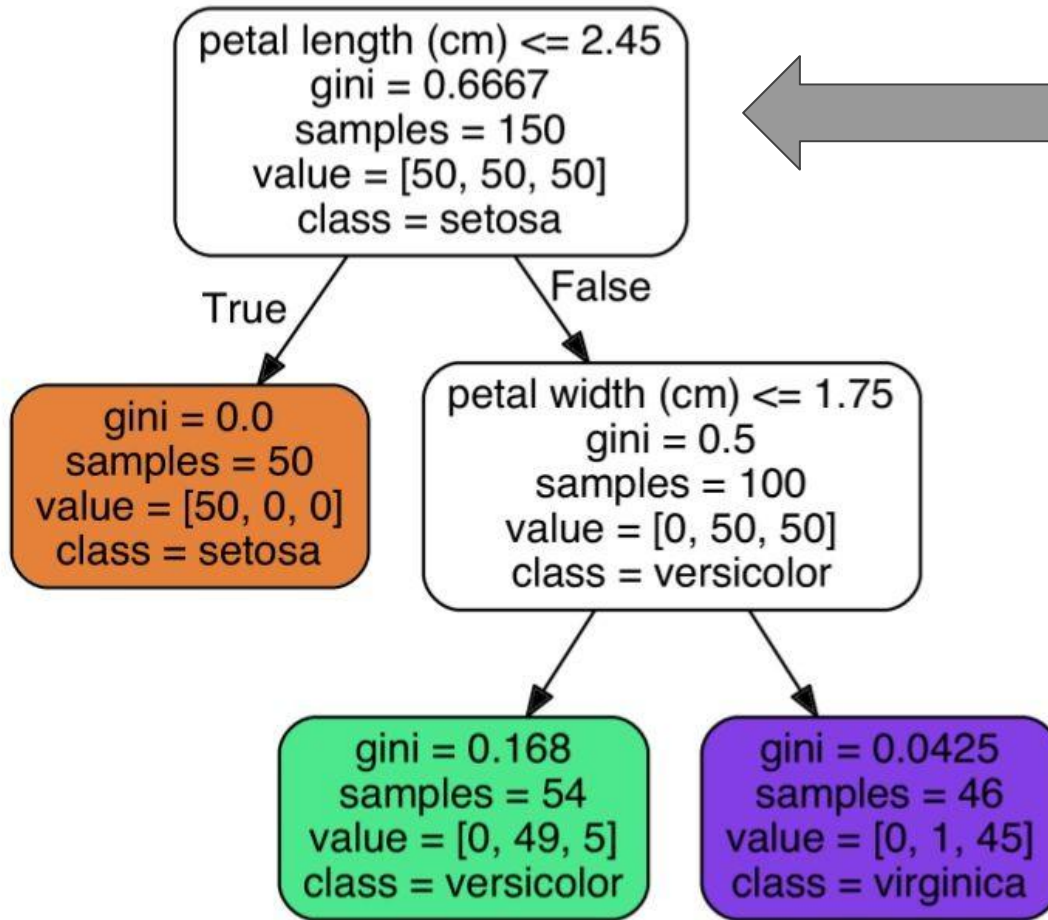 petal length (cm) <= 2.45
gini = 0.6667
samples = 150
value = [50, 50, 50]
class = setosa
True
False
gini = 0.0
samples = 50
value = [50, 0, 0]
class = setosa
petal width (cm) <= 1.75
gini = 0.5
samples = 100
value = [0, 50, 50]
class = versicolor
gini = 0.168
samples = 54
value = [0, 49, 5]
class = versicolor
gini = 0.0425
samples = 46
value = [0, 1, 45]
class = virginica